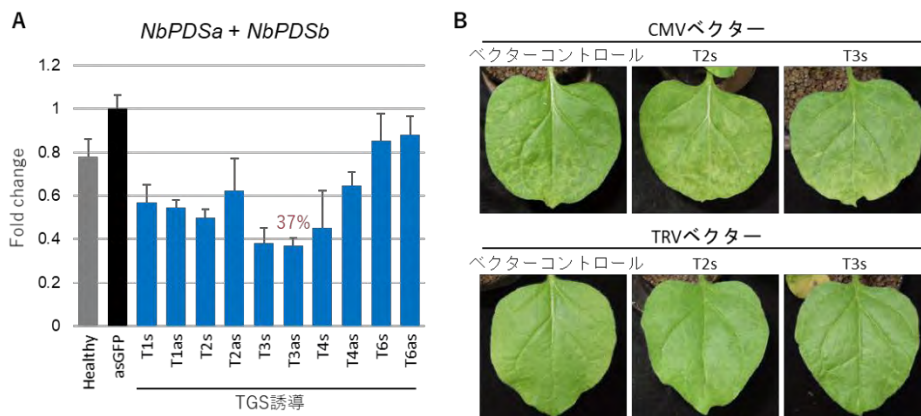 A
NbPDSa + NbPDSb
Fold change
1.2
1
0.8
0.6
0.4
0.2
0
37%
Healthy
asGFP
T1s
T1as
T2s
T2as
T3s
T3as
T4s
T4as
T6s
T6as
TGS誘導
B
CMVベクター
ベクターコントロール T2s T3s
TRVベクター
ベクターコントロール T2s T3s